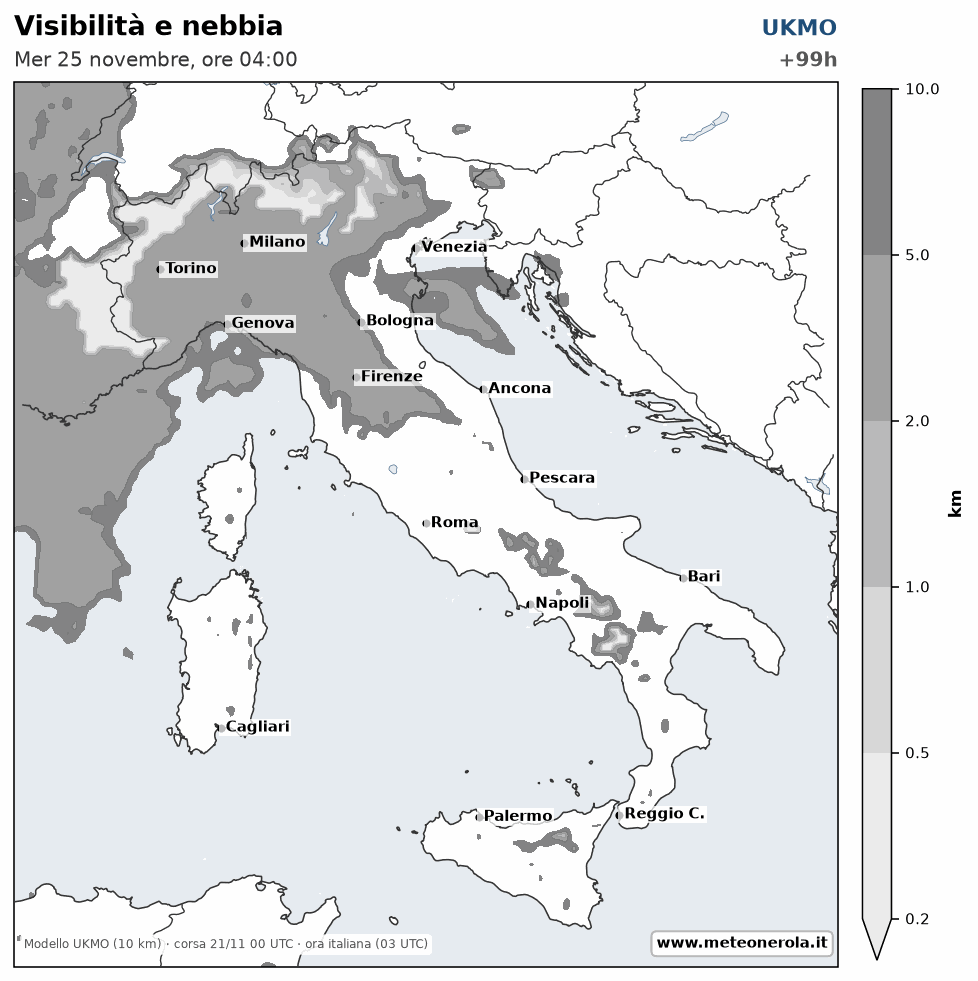 Visibilità e nebbia
UKMO
Mer 25 novembre, ore 04:00
+99h
10.0
5.0
2.0
1.0
0.5
0.2
km
Milano
Venezia
Torino
Genova
Bologna
Firenze
Ancona
Pescara
Roma
Bari
Napoli
Cagliari
Palermo
Reggio C.
Modello UKMO (10 km) · corsa 21/11 00 UTC · ora italiana (03 UTC)
www.meteonerola.it